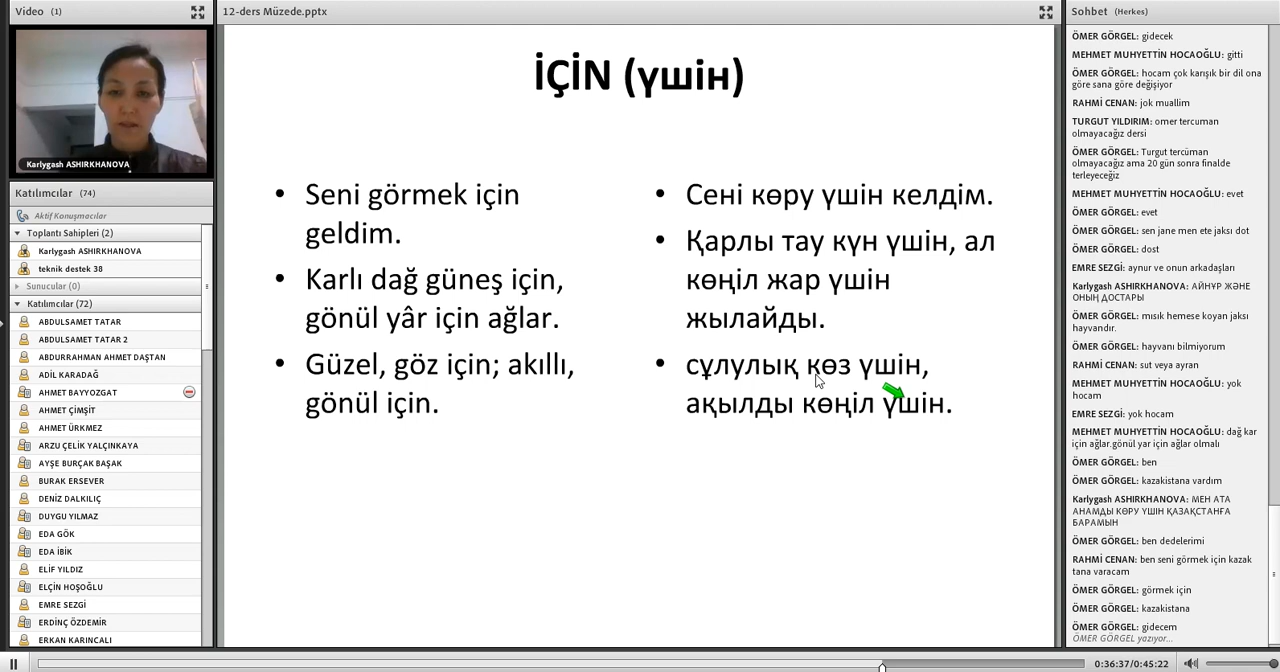 Video (1)
Karlygash ASHIRKHANOVA
Katılımcılar (74)
Aktif Konuşmacılar
Toplantı Sahipleri (2)
Karlygash ASHIRKHANOVA
teknik destek 38
Sunucular (0)
Katılımcılar (72)
ABDULSAMET TATAR
ABDULSAMET TATAR 2
ABDURRAHMAN AHMET DAŞTAN
ADİL KARADAĞ
AHMET BAYYOZGAT
AHMET ÇİMŞİT
AHMET ÜRKMEZ
ARZU ÇELİK YALÇINKAYA
AYŞE BURÇAK BAŞAK
BURAK ERSEVER
DENİZ DALKILIÇ
DUYGU YILMAZ
EDA GÖK
EDA İBİK
ELİF YILDIZ
ELÇİN HOŞOĞLU
EMRE SEZGİ
ERDİNÇ ÖZDEMİR
ERKAN KARINCALI
12-ders Müzede.pptx
İÇİN (үшін)
• Seni görmek için
geldim.
• Karlı dağ güneş için,
gönül yâr için ağlar.
• Güzel, göz için; akıllı,
gönül için.
• Сені көру үшін келдім.
• Қарлы тау күн үшін, ал
көңіл жар үшін
жылайды.
• сұлулық көз үшін,
ақылды көңіл үшін.
Sohbet (Herkes)
ÖMER GÖRGEL: gidecek
MEHMET MUHYETTİN HOCAOĞLU: gitti
ÖMER GÖRGEL: hocam çok karışık bir dil ona
göre sana göre değişiyor
RAHMİ CENAN: jok muallim
TURGUT YILDIRIM: omer tercuman
olmayacağız dersi
ÖMER GÖRGEL: Turgut tercüman
olmayacağız ama 20 gün sonra finalde
terleyeceğiz
MEHMET MUHYETTİN HOCAOĞLU: evet
ÖMER GÖRGEL: evet
ÖMER GÖRGEL: sen jane men ete jaksı dot
ÖMER GÖRGEL: dost
EMRE SEZGİ: aynur ve onun arkadaşları
Karlygash ASHIRKHANOVA: АЙНҰР ЖӘНЕ
ОНЫҢ ДОСТАРЫ
ÖMER GÖRGEL: mısık hemese koyan jaksı
hayvandır.
ÖMER GÖRGEL: hayvanı bilmiyorum
RAHMİ CENAN: sut veya ayran
MEHMET MUHYETTİN HOCAOĞLU: yok
hocam
EMRE SEZGİ: yok hocam
MEHMET MUHYETTİN HOCAOĞLU: dağ kar
için ağlar.gönül yar için ağlar olmalı
ÖMER GÖRGEL: ben
ÖMER GÖRGEL: kazakistana vardım
Karlygash ASHIRKHANOVA: МЕН АТА
АНАМДЫ КӨРУ ҮШІН ҚАЗАҚСТАНҒА
БАРАМЫН
ÖMER GÖRGEL: ben dedelerimi
RAHMİ CENAN: ben seni görmek için kazak
tana varacam
ÖMER GÖRGEL: görmek için
ÖMER GÖRGEL: kazakistana
ÖMER GÖRGEL: gidecem
ÖMER GÖRGEL yazıyor...
0:36:37/0:45:22